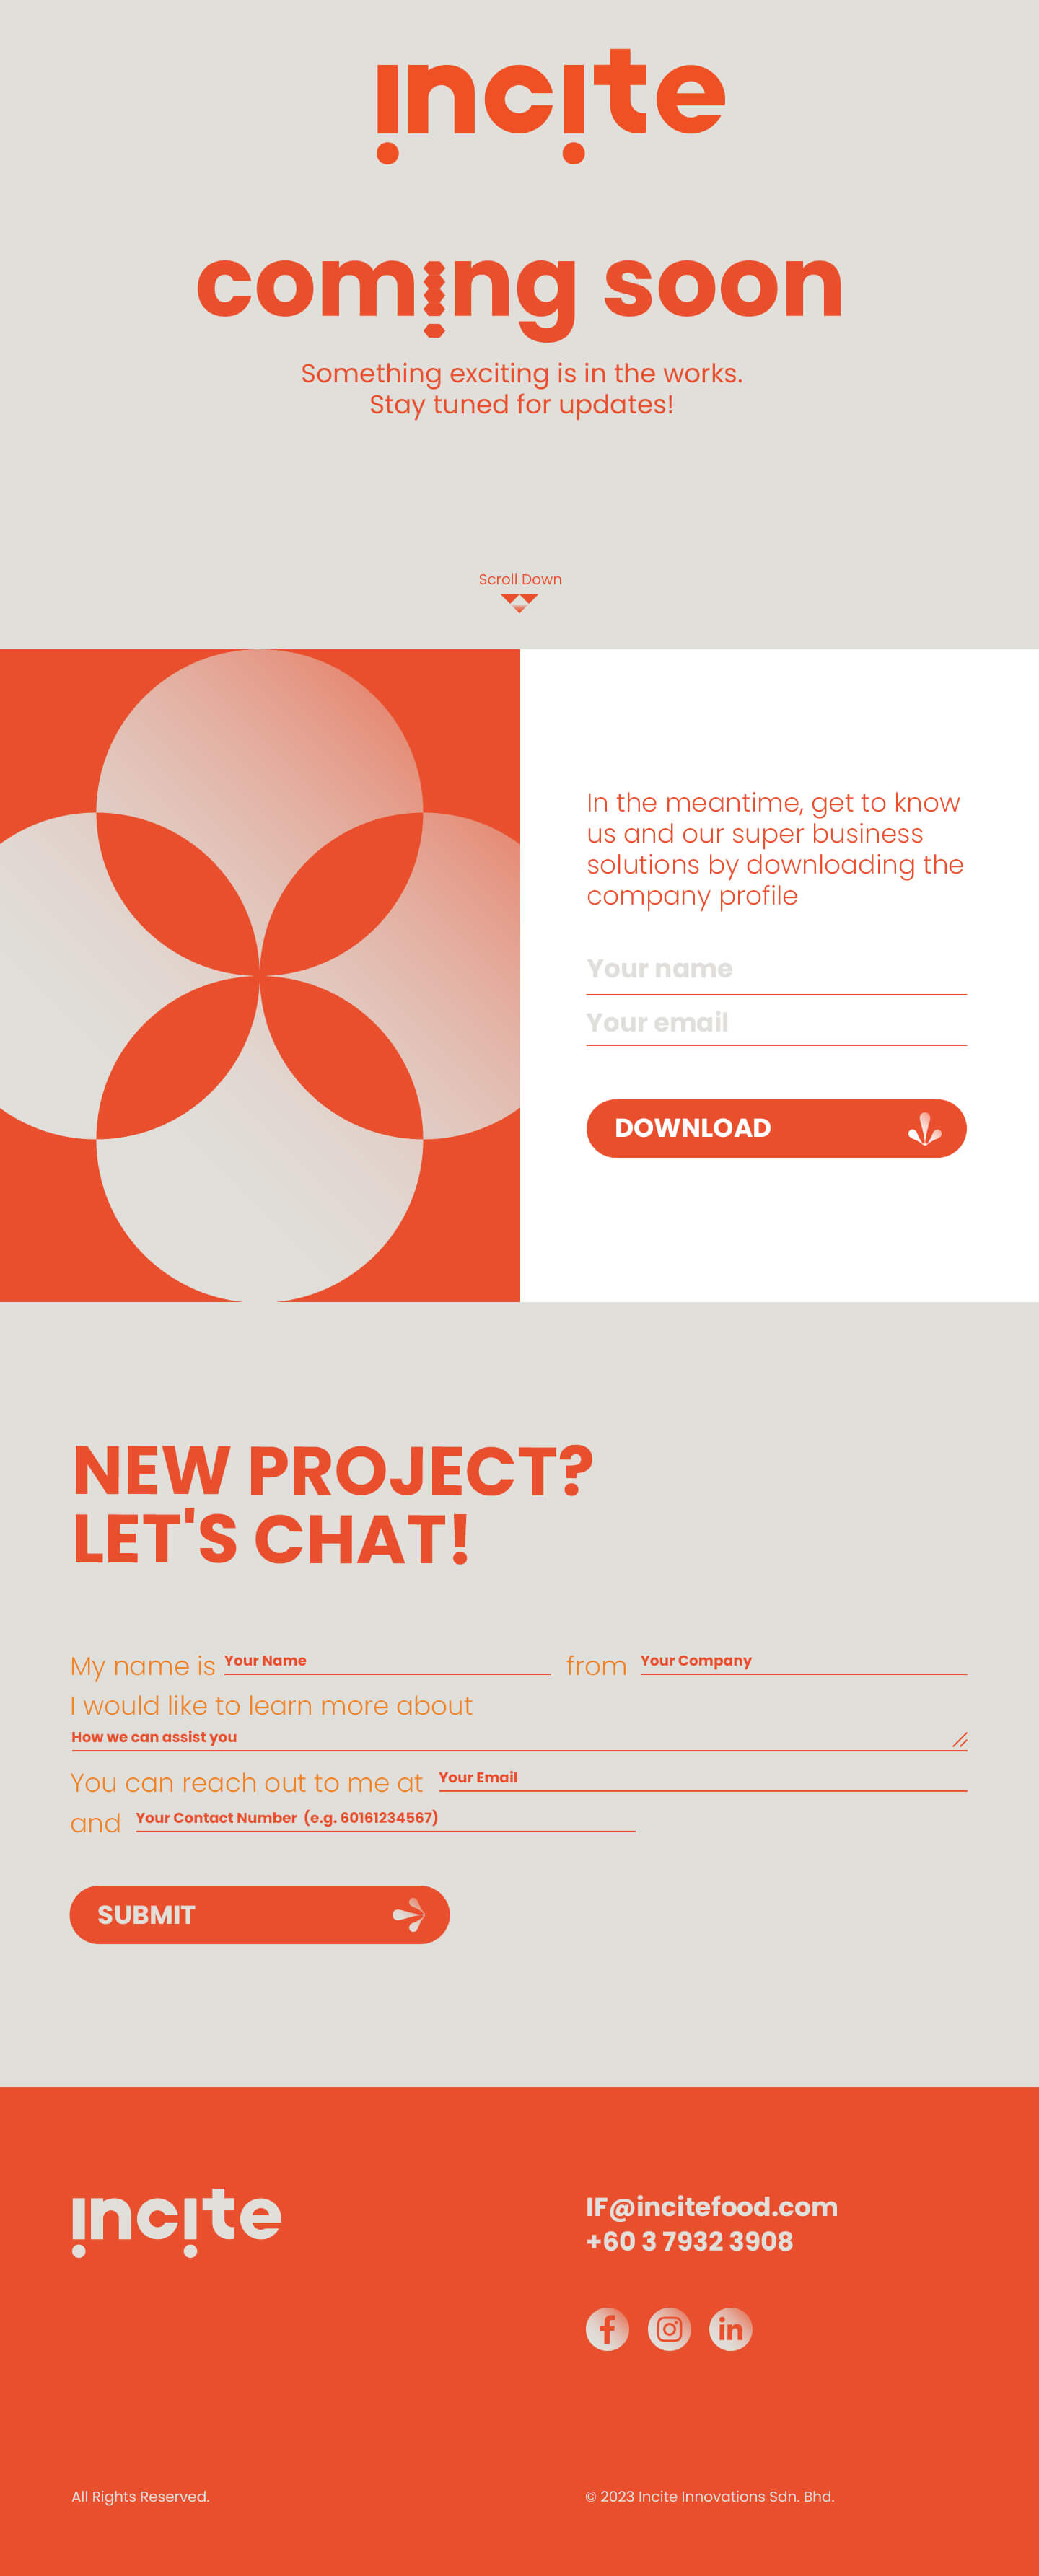 incite
coming soon
Something exciting is in the works.
Stay tuned for updates!
Scroll Down
In the meantime, get to know
us and our super business
solutions by downloading the
company profile
Your name
Your email
DOWNLOAD
NEW PROJECT?
LET'S CHAT!
My name is Your Name from Your Company
I would like to learn more about
How we can assist you
You can reach out to me at Your Email
and Your Contact Number (e.g. 60161234567)
SUBMIT
incite
IF@incitefood.com
+60 3 7932 3908
f in
All Rights Reserved.
© 2023 Incite Innovations Sdn. Bhd.